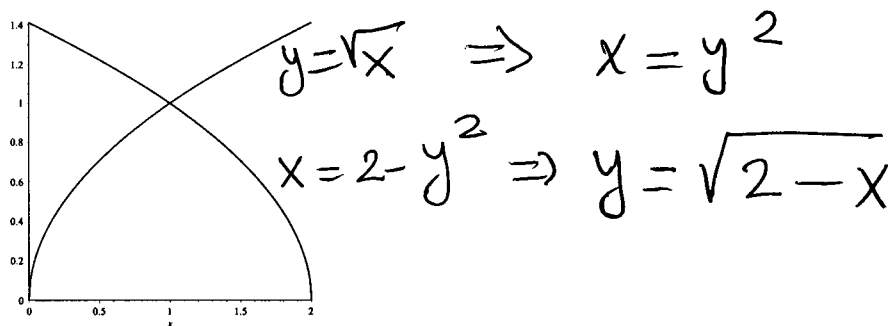 1.4
1.2
1
0.8
0.6
0.4
0.2
0
0 0.5 1 1.5 2
x
y=√x ⇒ x = y²
x = 2 - y² ⇒ y = √(2 - x)